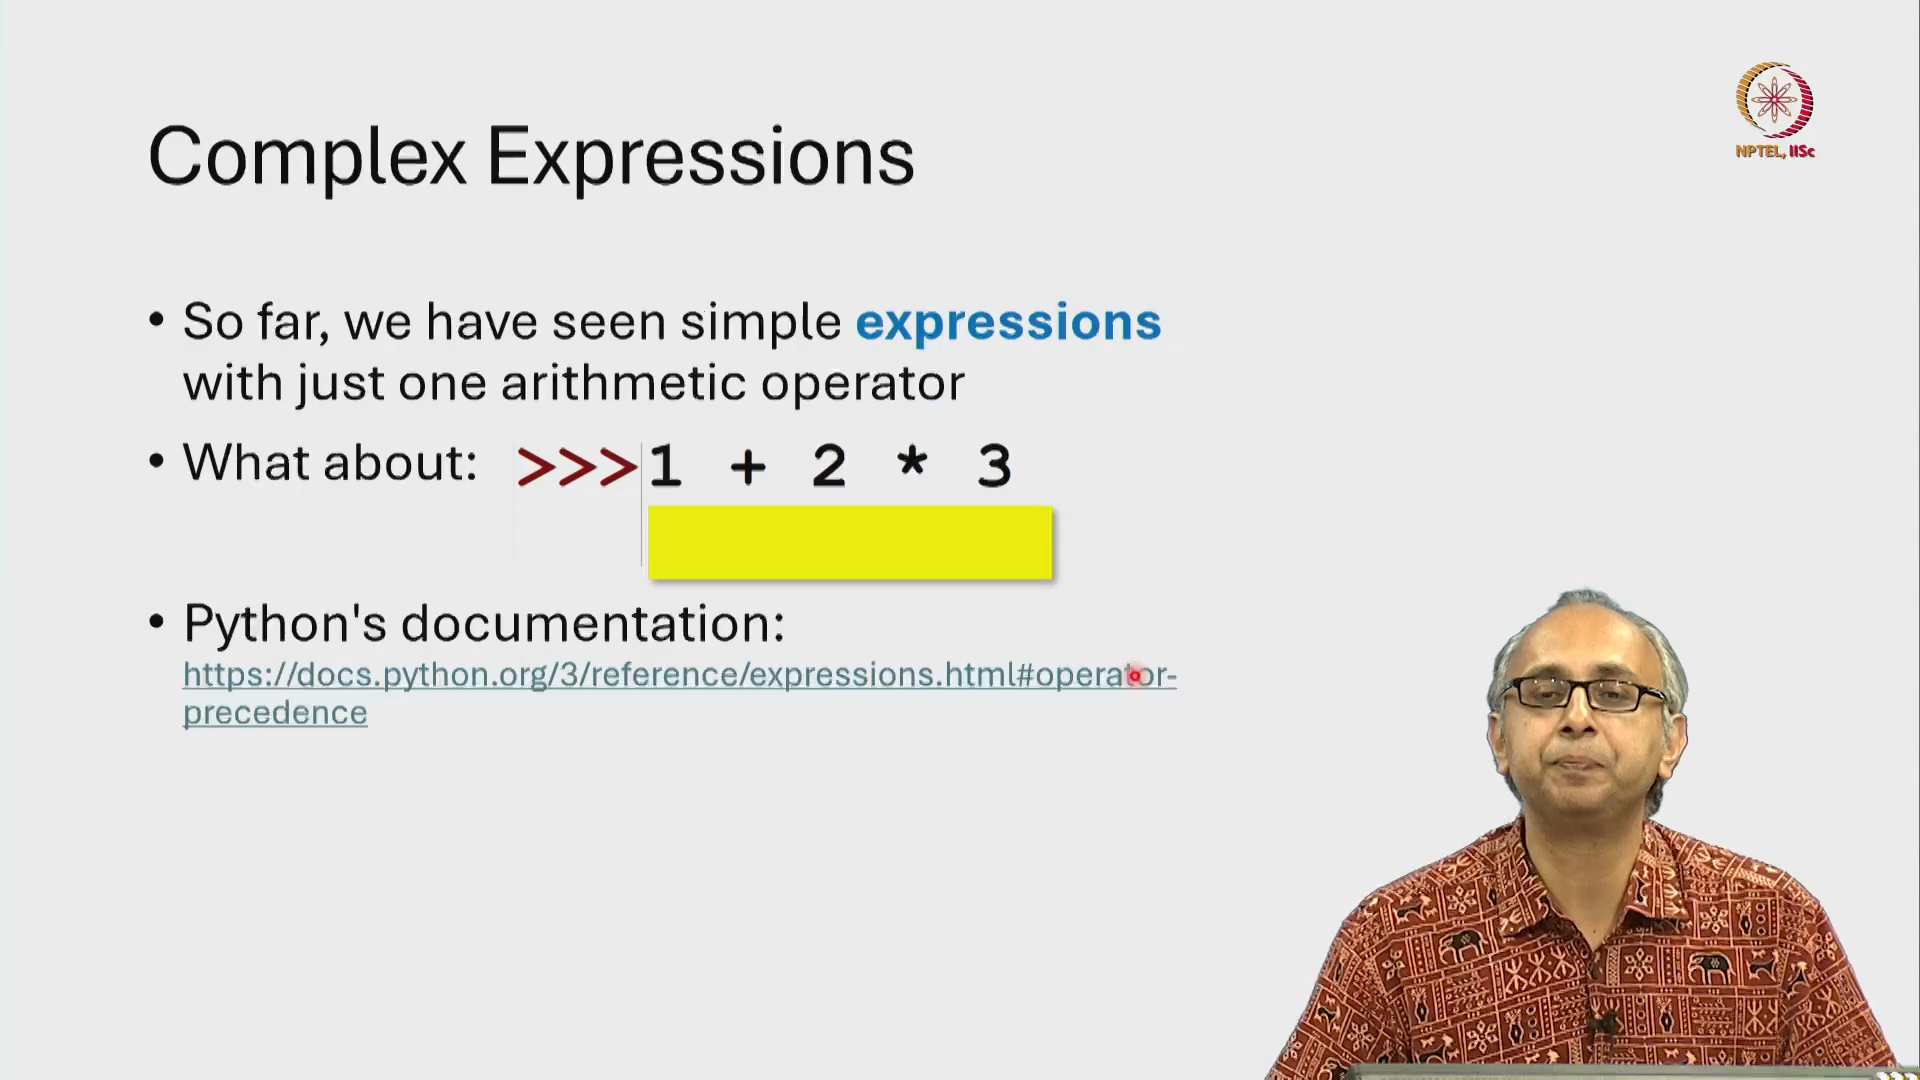 NPTEL, IISc
Complex Expressions
• So far, we have seen simple expressions
with just one arithmetic operator
• What about: >>> 1 + 2 * 3
• Python's documentation:
https://docs.python.org/3/reference/expressions.html#operator-
precedence